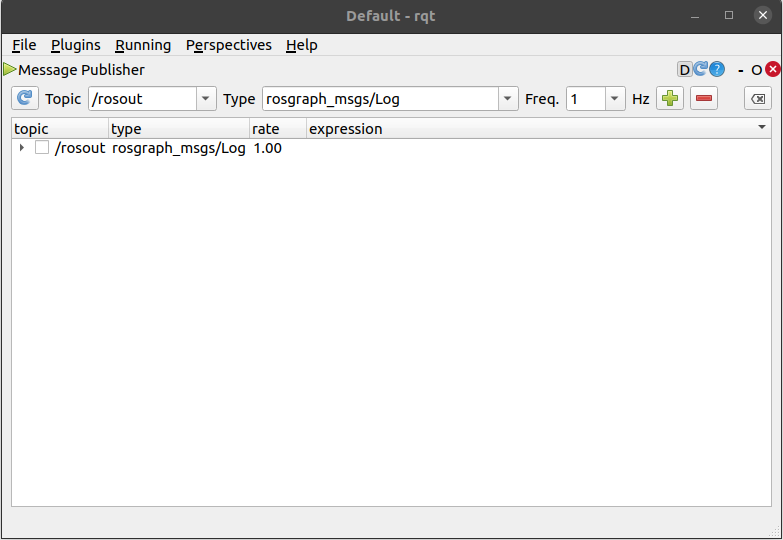 Default - rqt
File Plugins Running Perspectives Help
Message Publisher D ? - O
Topic /rosout Type rosgraph_msgs/Log Freq. 1 Hz
topic type rate expression
/rosout rosgraph_msgs/Log 1.00